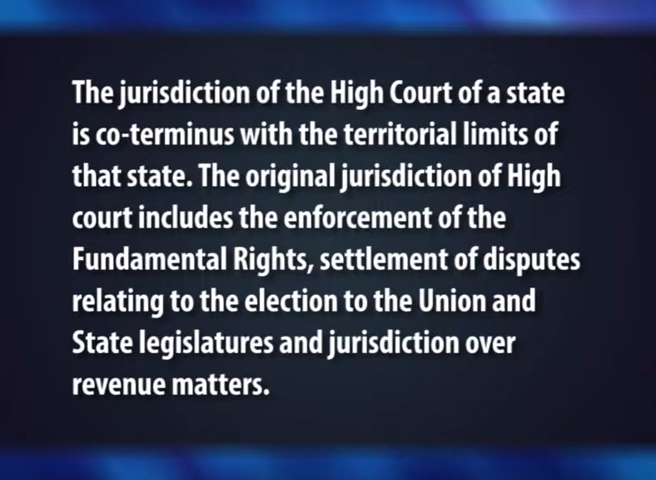 The jurisdiction of the High Court of a state
is co-terminus with the territorial limits of
that state. The original jurisdiction of High
court includes the enforcement of the
Fundamental Rights, settlement of disputes
relating to the election to the Union and
State legislatures and jurisdiction over
revenue matters.